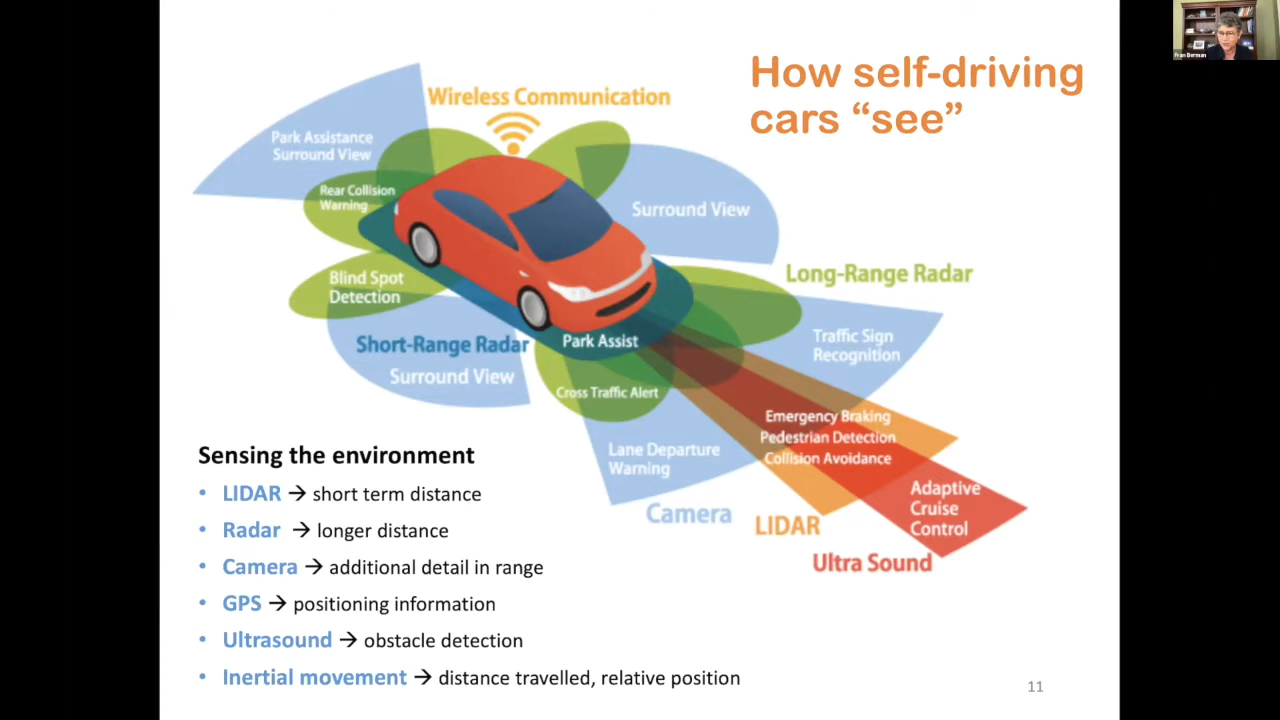 Fran Berman
How self-driving
cars “see”
Wireless Communication
Park Assistance
Surround View
Rear Collision
Warning
Surround View
Blind Spot
Detection
Long-Range Radar
Short-Range Radar
Park Assist
Traffic Sign
Recognition
Surround View
Cross Traffic Alert
Emergency Braking
Pedestrian Detection
Collision Avoidance
Lane Departure
Warning
Adaptive
Cruise
Control
Camera
LIDAR
Ultra Sound
Sensing the environment
• LIDAR → short term distance
• Radar → longer distance
• Camera → additional detail in range
• GPS → positioning information
• Ultrasound → obstacle detection
• Inertial movement → distance travelled, relative position
11